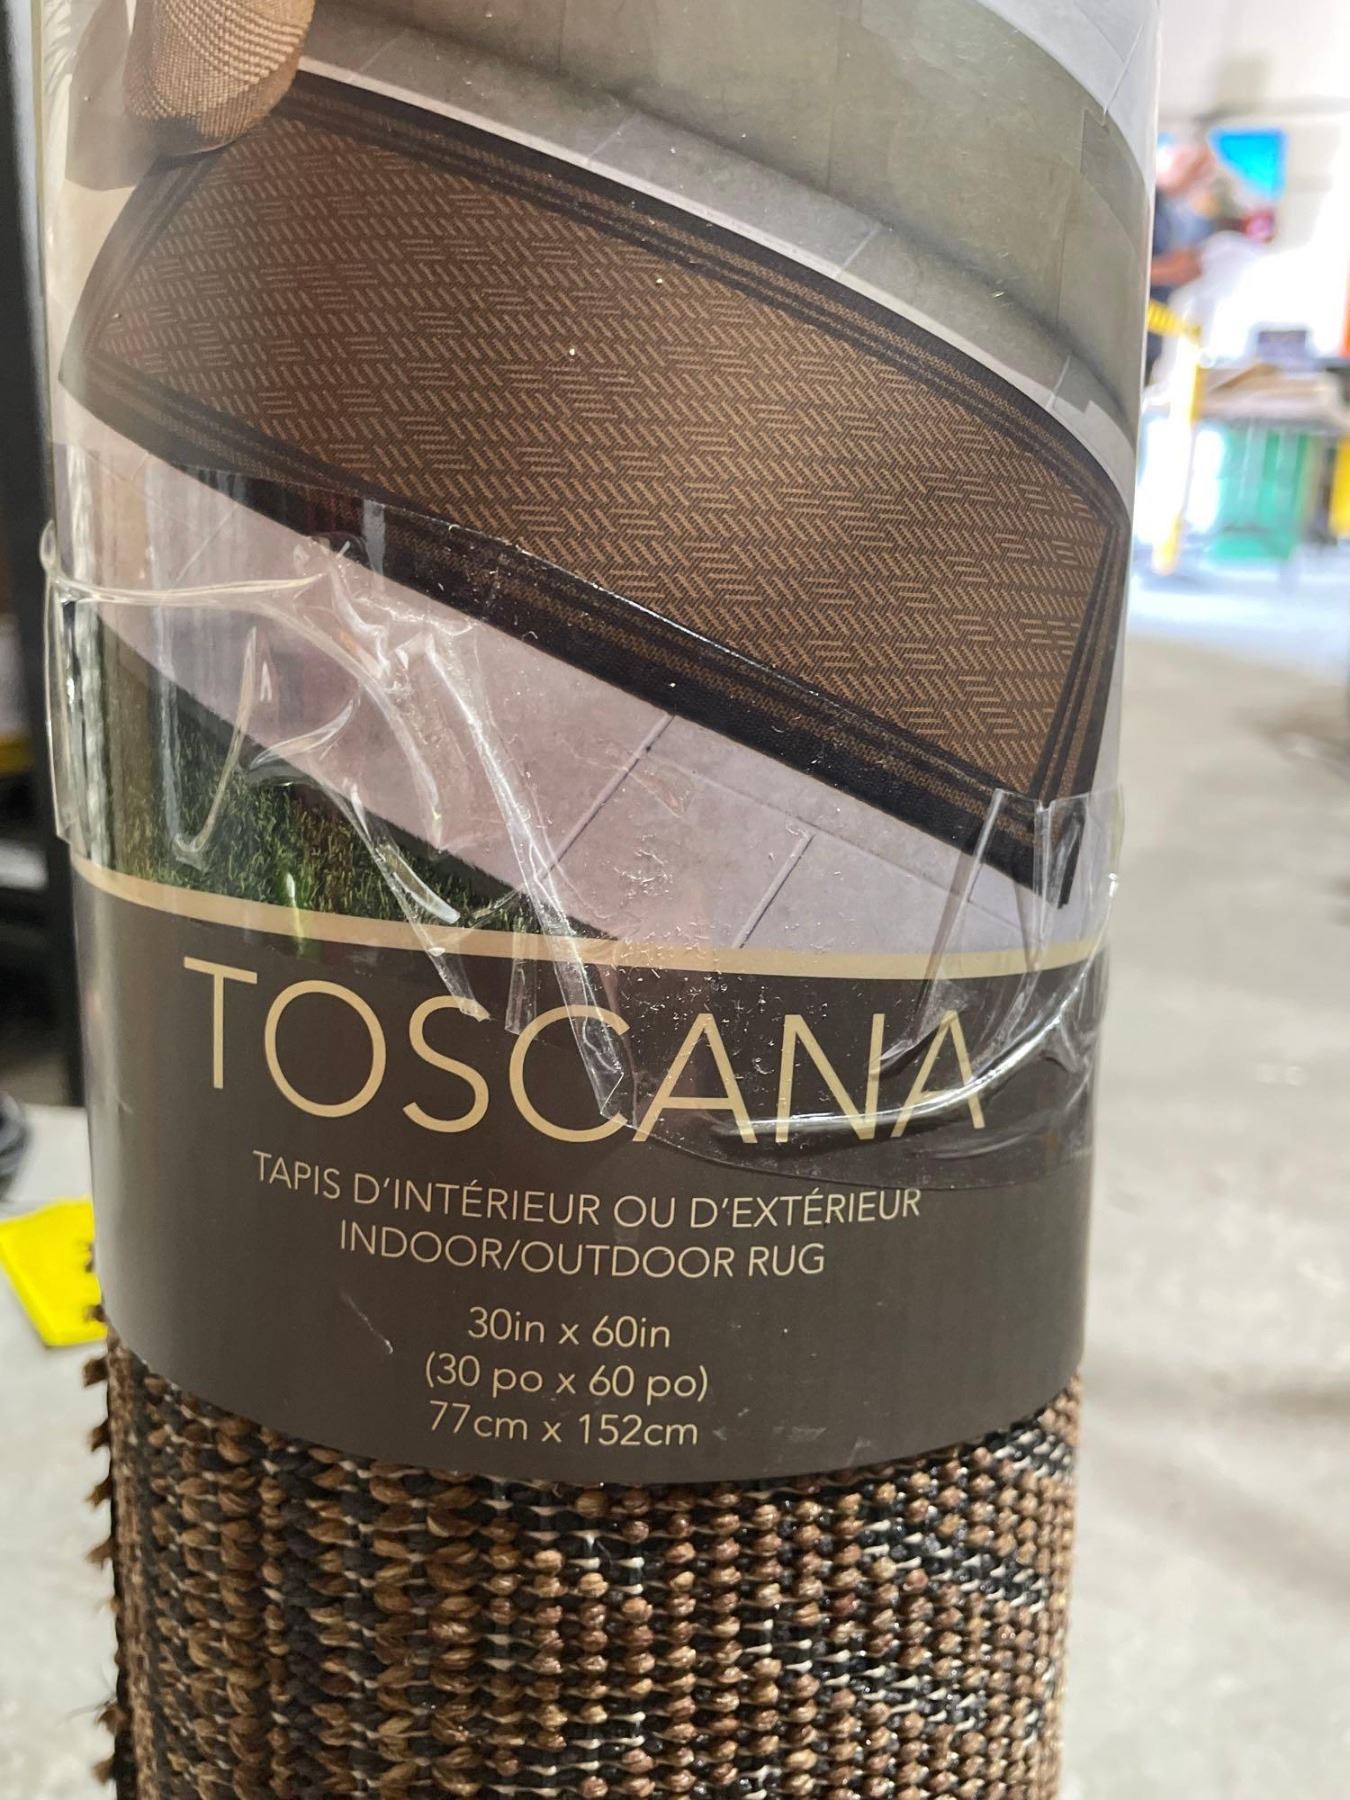 TOSCANA
TAPIS D'INTÉRIEUR OU D'EXTÉRIEUR
INDOOR/OUTDOOR RUG
30in x 60in
(30 po x 60 po)
77cm x 152cm